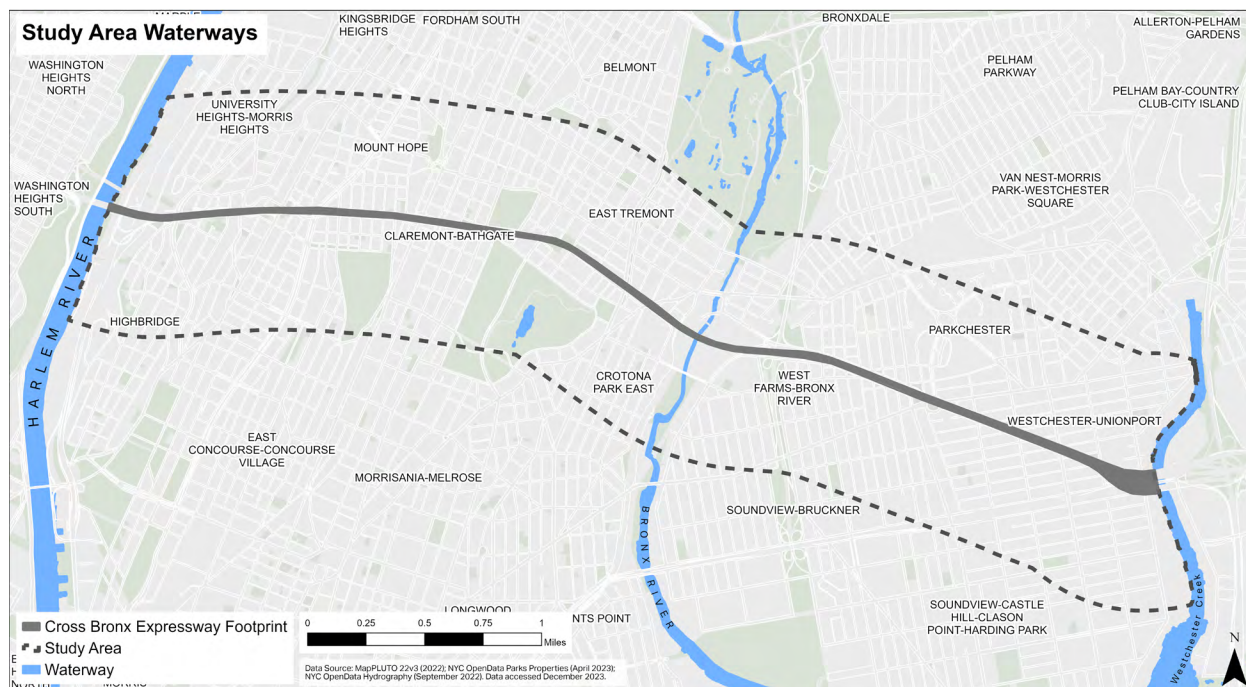 Study Area Waterways
KINGSBRIDGE
HEIGHTS
FORDHAM SOUTH
BRONXDALE
ALLERTON-PELHAM
GARDENS
WASHINGTON
HEIGHTS
NORTH
BELMONT
PELHAM
PARKWAY
PELHAM BAY-COUNTRY
CLUB-CITY ISLAND
UNIVERSITY
HEIGHTS-MORRIS
HEIGHTS
MOUNT HOPE
WASHINGTON
HEIGHTS
SOUTH
VAN NEST-MORRIS
PARK-WESTCHESTER
SQUARE
EAST TREMONT
CLAREMONT-BATHGATE
HARLEM RIVER
HIGHBRIDGE
PARKCHESTER
CROTONA
PARK EAST
WEST
FARMS-BRONX
RIVER
WESTCHESTER-UNIONPORT
EAST
CONCOURSE-CONCOURSE
VILLAGE
MORRISANIA-MELROSE
SOUNDVIEW-BRUCKNER
BRONX RIVER
LONGWOOD
NTS POINT
SOUNDVIEW-CASTLE
HILL-CLASON
POINT-HARDING PARK
Westchester Creek
N
Cross Bronx Expressway Footprint
Study Area
Waterway
0 0.25 0.5 0.75 1
Miles
Data Source: MapPLUTO 22v3 (2022); NYC OpenData Parks Properties (April 2023);
NYC OpenData Hydrography (September 2022). Data accessed December 2023.